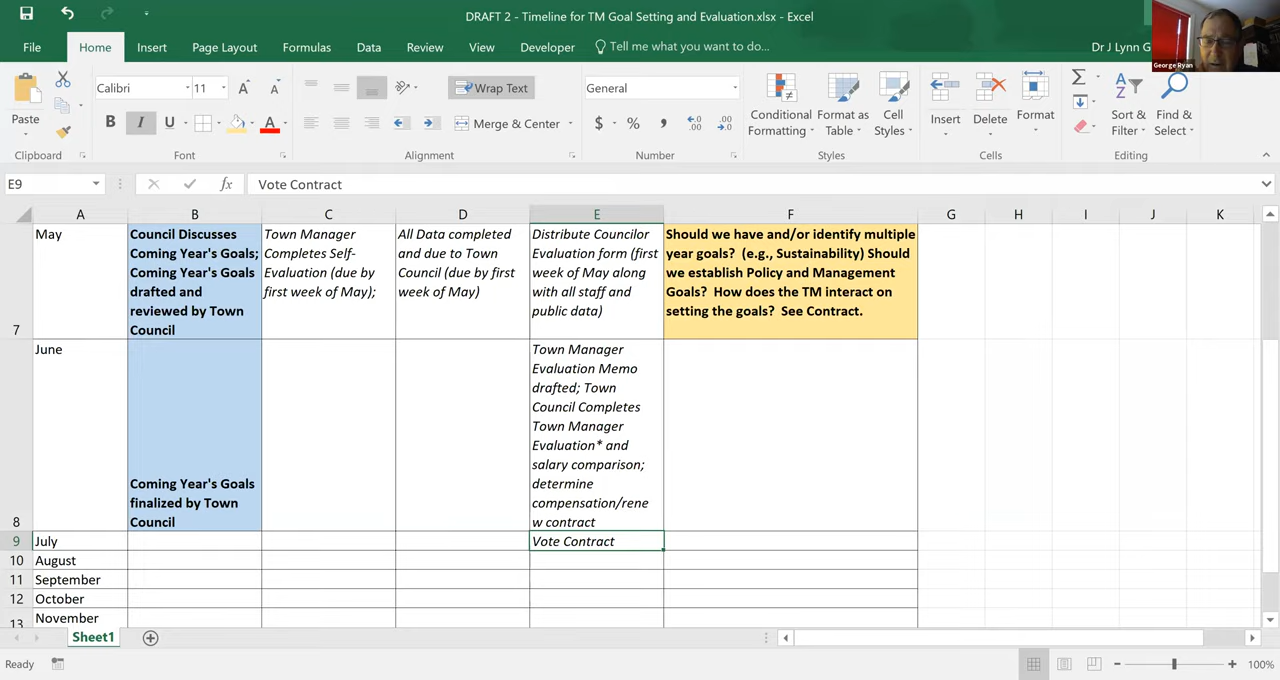 DRAFT 2 - Timeline for TM Goal Setting and Evaluation.xlsx - Excel
File Home Insert Page Layout Formulas Data Review View Developer Tell me what you want to do... Dr J Lynn G
George Ryan
Calibri 11 Wrap Text General
Paste B I U Merge & Center $ % Conditional Formatting Format as Table Cell Styles Insert Delete Format Sort & Filter Find & Select
Clipboard Font Alignment Number Styles Cells Editing
E9 fx Vote Contract
A B C D E F G H I J K
7
May
Council Discusses
Coming Year's Goals;
Coming Year's Goals
drafted and
reviewed by Town
Council
Town Manager
Completes Self-
Evaluation (due by
first week of May);
All Data completed
and due to Town
Council (due by first
week of May)
Distribute Councilor
Evaluation form (first
week of May along
with all staff and
public data)
Should we have and/or identify multiple
year goals? (e.g., Sustainability) Should
we establish Policy and Management
Goals? How does the TM interact on
setting the goals? See Contract.
8
June
Coming Year's Goals
finalized by Town
Council
Town Manager
Evaluation Memo
drafted; Town
Council Completes
Town Manager
Evaluation* and
salary comparison;
determine
compensation/rene
w contract
9 July Vote Contract
10 August
11 September
12 October
13 November
Sheet1
Ready 100%